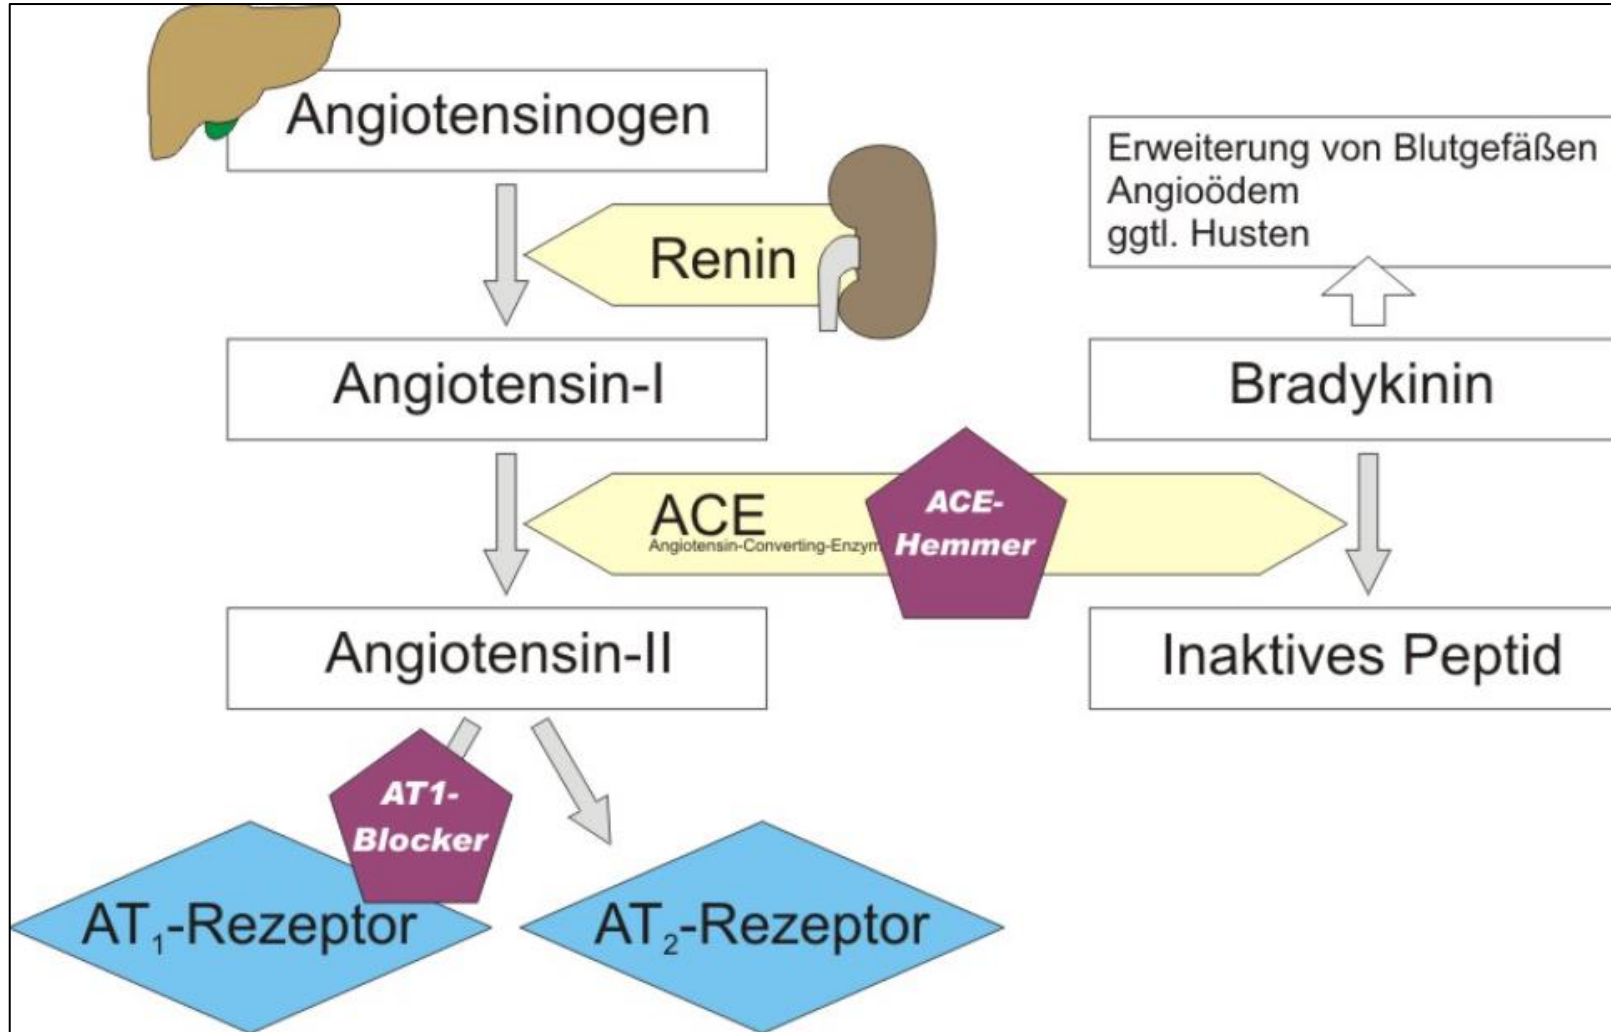 Angiotensinogen
Renin
Erweiterung von Blutgefäßen
Angioödem
ggtl. Husten
Angiotensin-I
Bradykinin
ACE
Angiotensin-Converting-Enzym
ACE-
Hemmer
Angiotensin-II
Inaktives Peptid
AT1-
Blocker
AT₁-Rezeptor
AT₂-Rezeptor